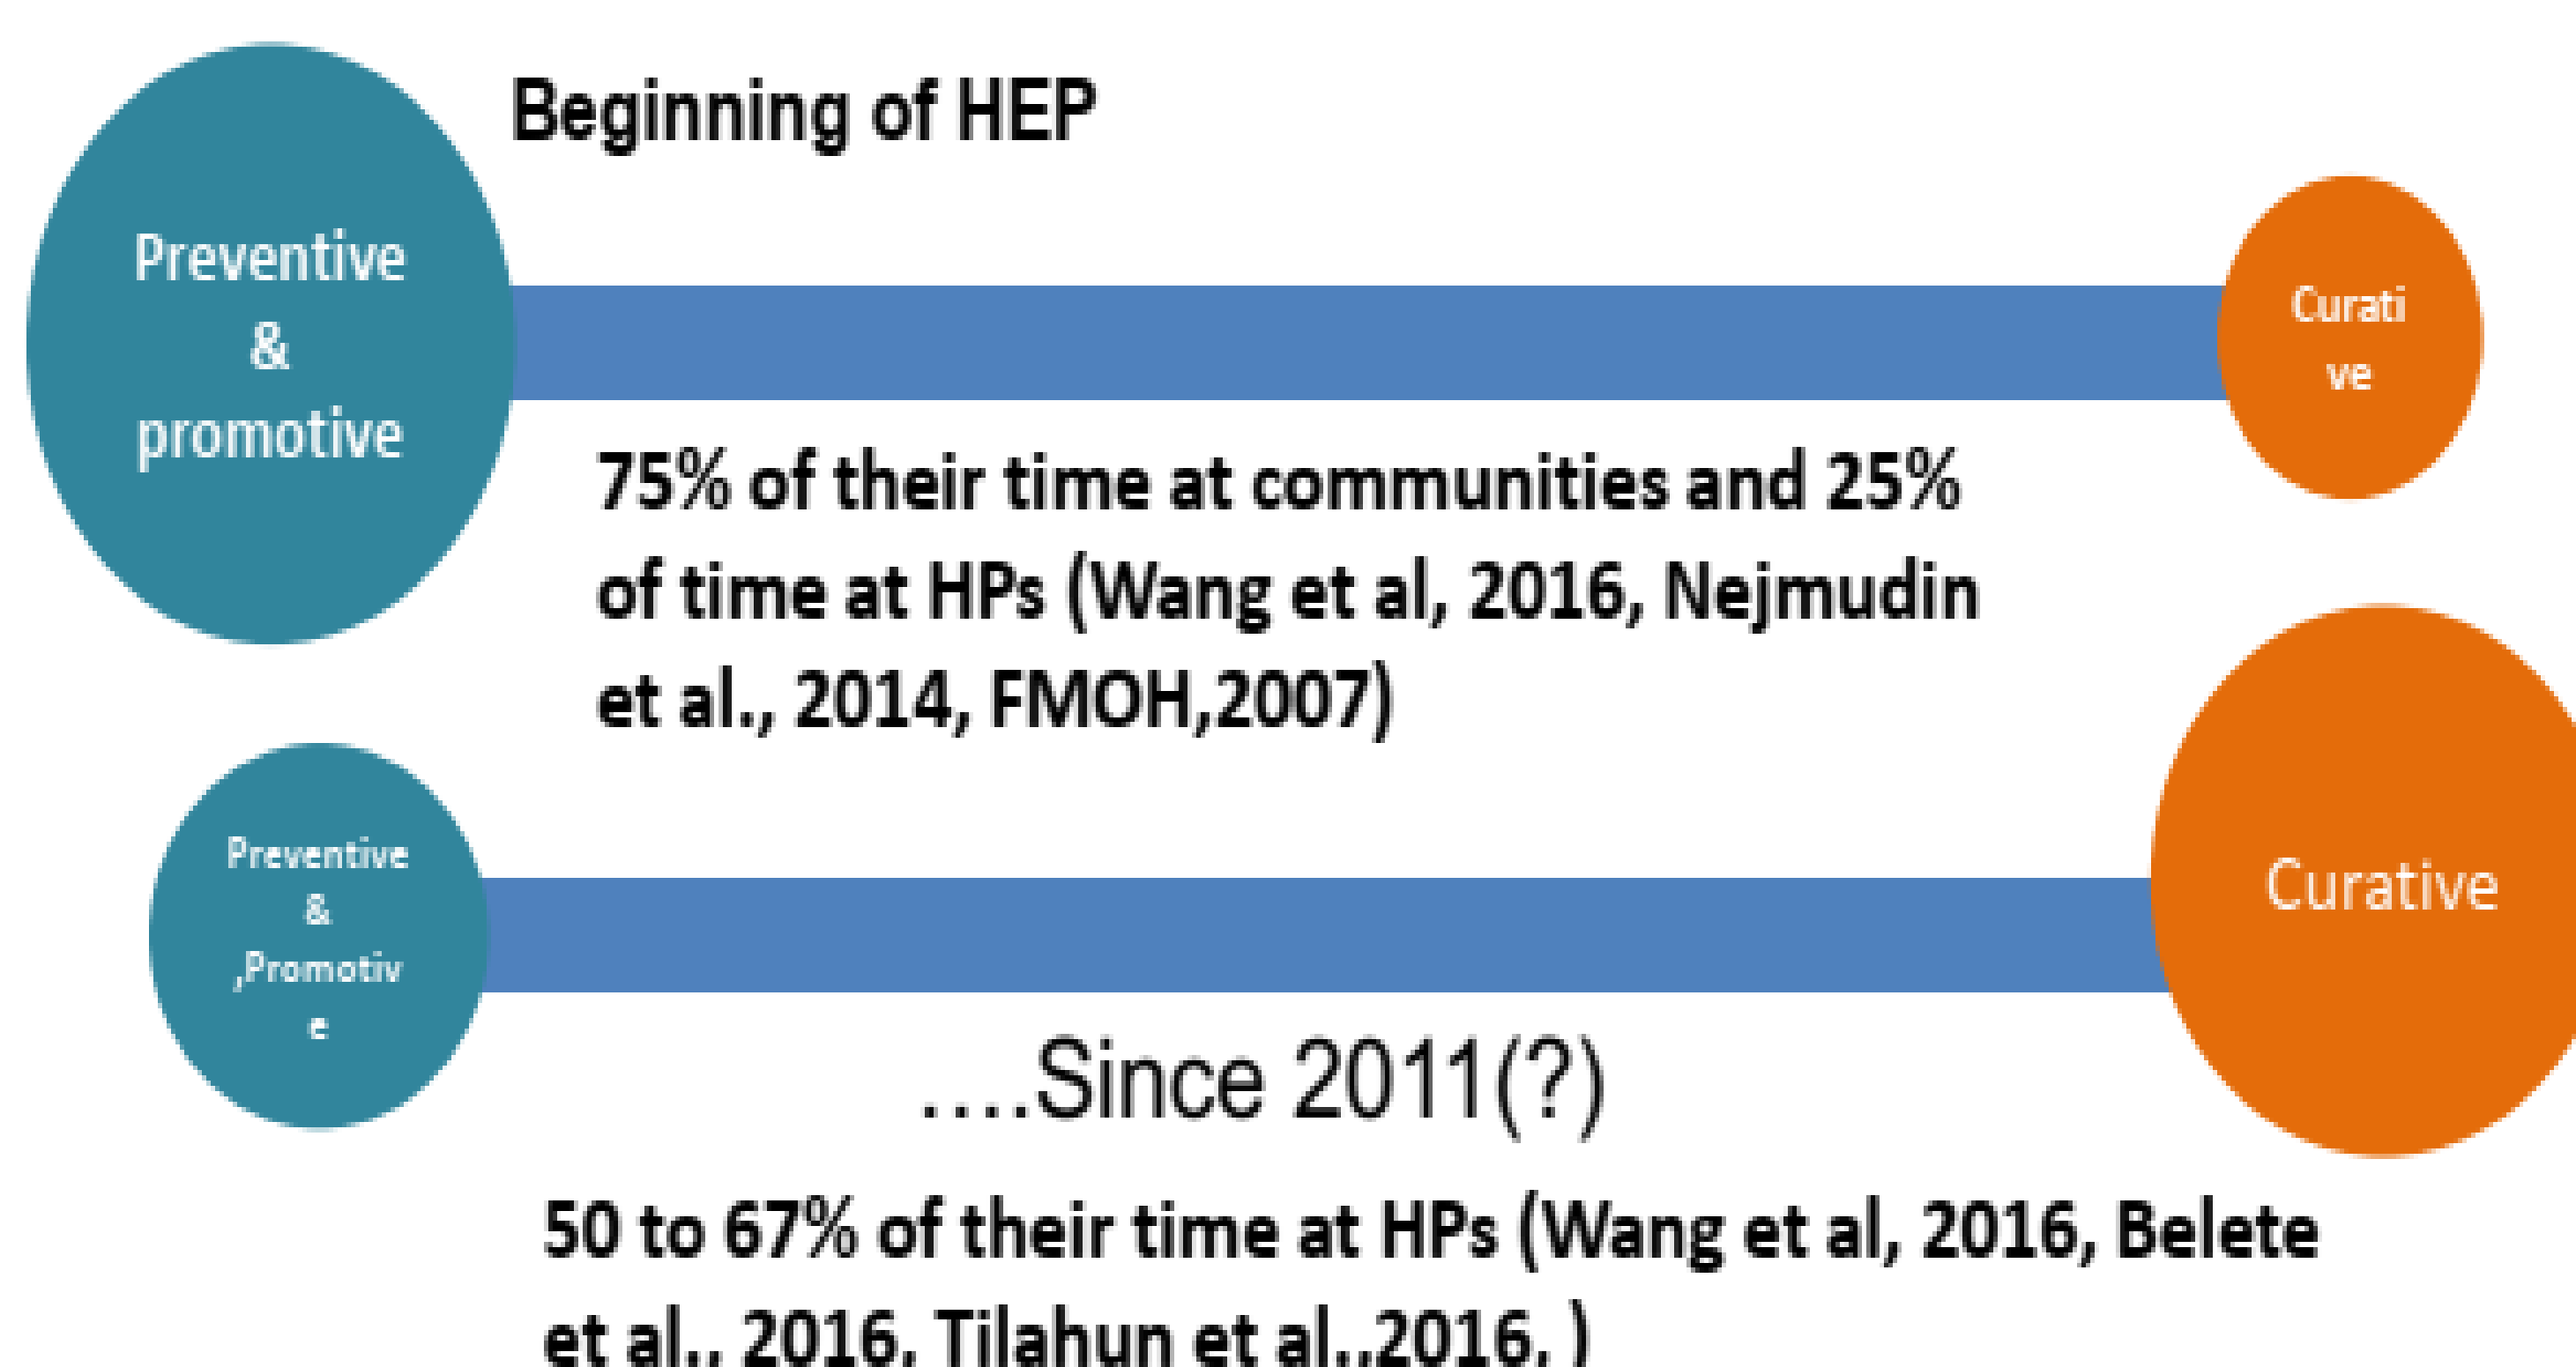 Beginning of HEP
Preventive
&
promotive
Curati
ve
75% of their time at communities and 25%
of time at HPs (Wang et al, 2016, Nejmudin
et al., 2014, FMOH,2007)
Preventive
&
,Promotiv
e
Curative
....Since 2011(?)
50 to 67% of their time at HPs (Wang et al, 2016, Belete
et al., 2016, Tilahun et al.,2016, )